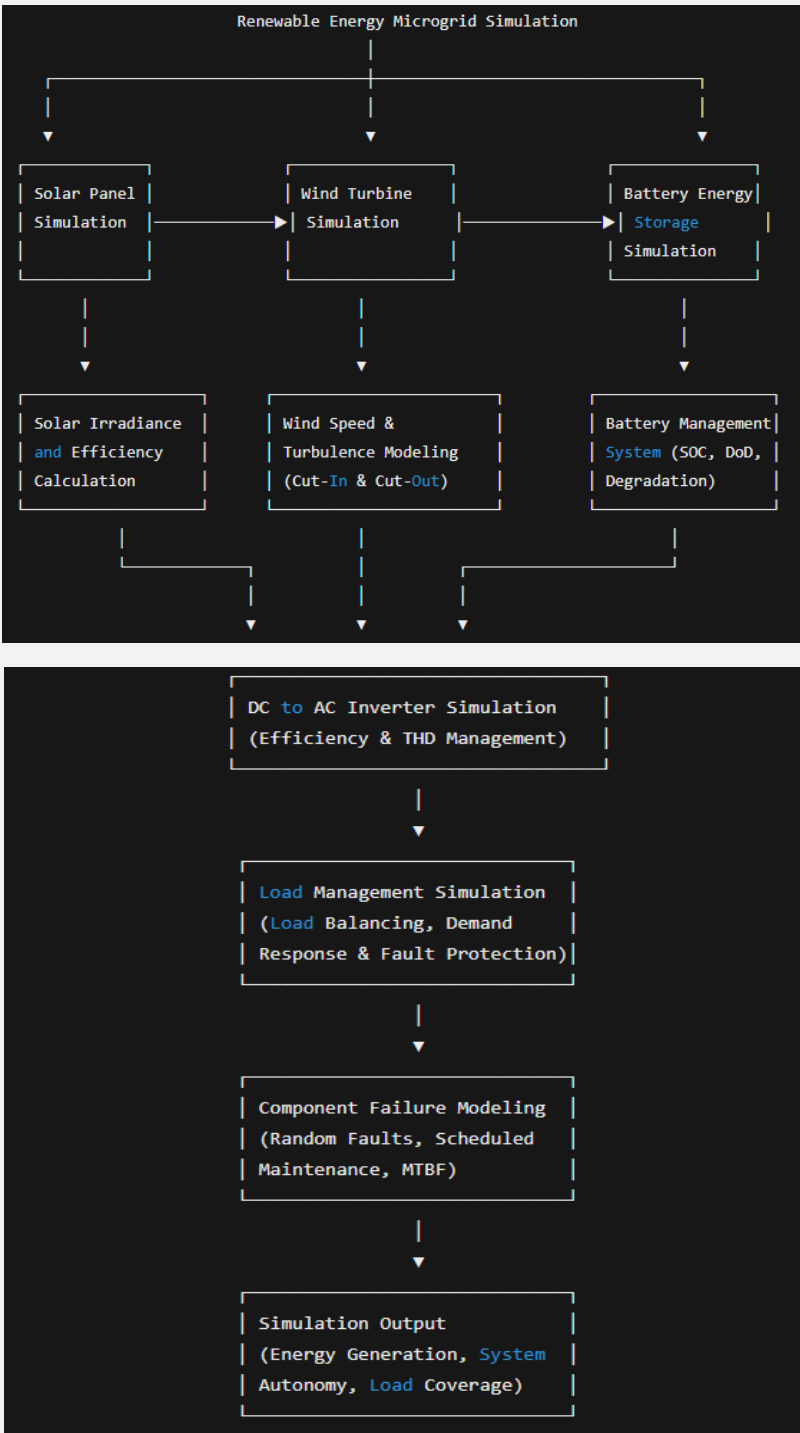 Renewable Energy Microgrid Simulation
Solar Panel
Simulation
Wind Turbine
Simulation
Battery Energy
Storage
Simulation
Solar Irradiance
and Efficiency
Calculation
Wind Speed &
Turbulence Modeling
(Cut-In & Cut-Out)
Battery Management
System (SOC, DoD,
Degradation)
DC to AC Inverter Simulation
(Efficiency & THD Management)
Load Management Simulation
(Load Balancing, Demand
Response & Fault Protection)
Component Failure Modeling
(Random Faults, Scheduled
Maintenance, MTBF)
Simulation Output
(Energy Generation, System
Autonomy, Load Coverage)